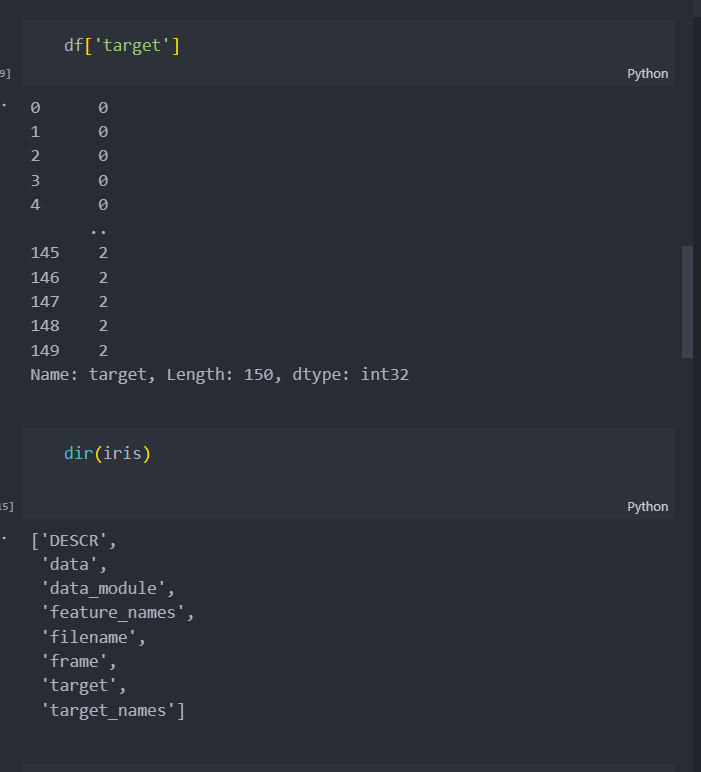 df['target']
9]
Python
0 0
1 0
2 0
3 0
4 0
..
145 2
146 2
147 2
148 2
149 2
Name: target, Length: 150, dtype: int32
dir(iris)
15]
Python
['DESCR',
'data',
'data_module',
'feature_names',
'filename',
'frame',
'target',
'target_names']